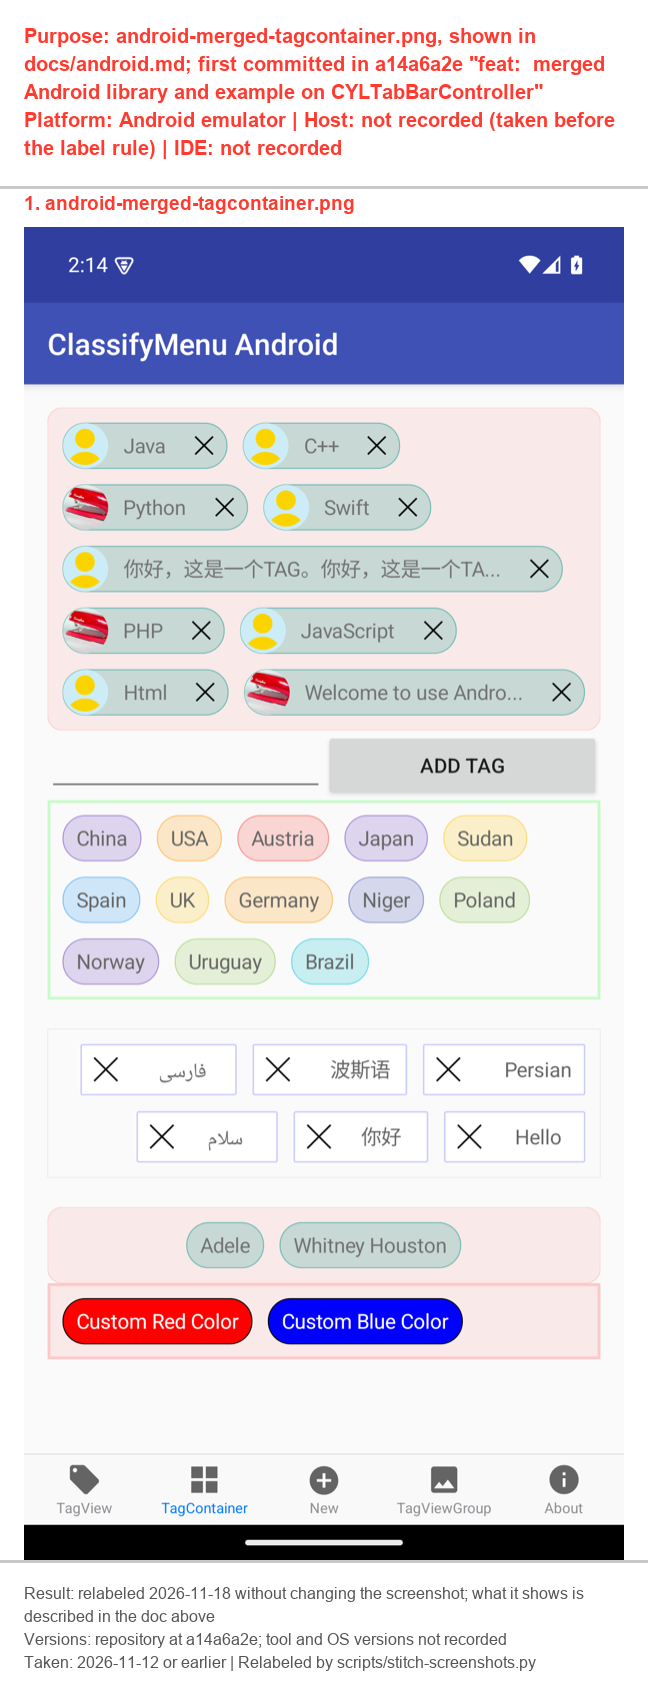 Purpose: android-merged-tagcontainer.png, shown in
docs/android.md; first committed in a14a6a2e "feat:  merged
Android library and example on CYLTabBarController"
Platform: Android emulator | Host: not recorded (taken before
the label rule) | IDE: not recorded
1. android-merged-tagcontainer.png
2:14
ClassifyMenu Android
Java C++
Python Swift
你好，这是一个TAG。你好，这是一个TA...
PHP JavaScript
Html Welcome to use Andro...
ADD TAG
China USA Austria Japan Sudan
Spain UK Germany Niger Poland
Norway Uruguay Brazil
فارسی 波斯语 Persian
سلام 你好 Hello
Adele Whitney Houston
Custom Red Color Custom Blue Color
TagView TagContainer New TagViewGroup About
Result: relabeled 2026-11-18 without changing the screenshot; what it shows is
described in the doc above
Versions: repository at a14a6a2e; tool and OS versions not recorded
Taken: 2026-11-12 or earlier | Relabeled by scripts/stitch-screenshots.py